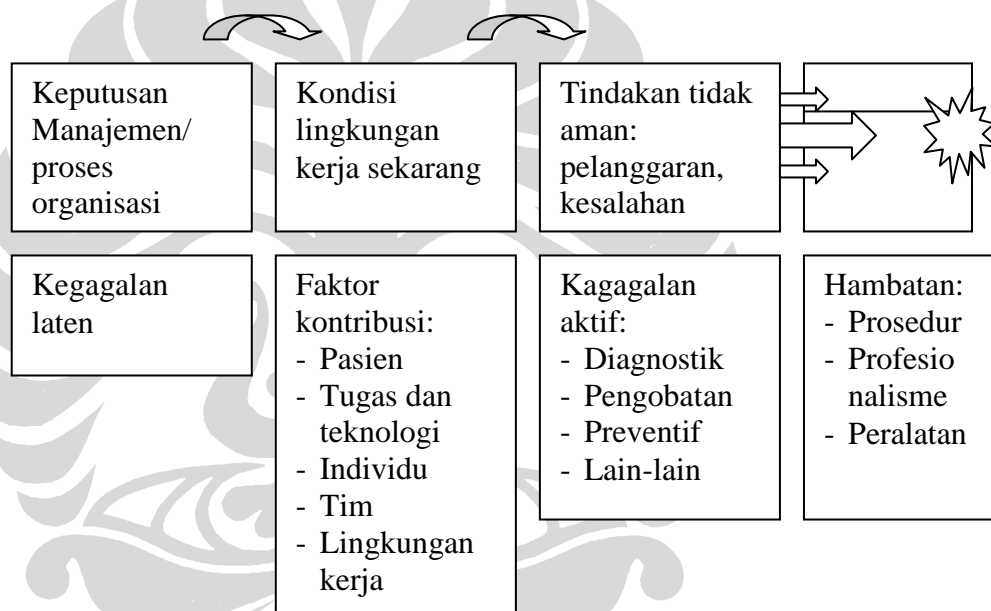 Keputusan
Manajemen/
proses
organisasi
Kondisi
lingkungan
kerja sekarang
Tindakan tidak
aman:
pelanggaran,
kesalahan
Kegagalan
laten
Faktor
kontribusi:
- Pasien
- Tugas dan
teknologi
- Individu
- Tim
- Lingkungan
kerja
Kagagalan
aktif:
- Diagnostik
- Pengobatan
- Preventif
- Lain-lain
Hambatan:
- Prosedur
- Profesio
nalisme
- Peralatan